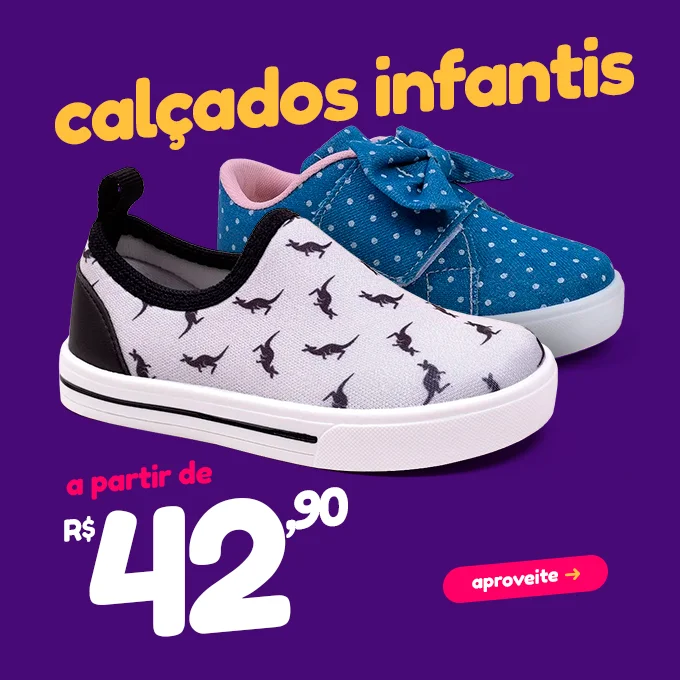 calçados infantis
a partir de
R$ 42,90
aproveite →